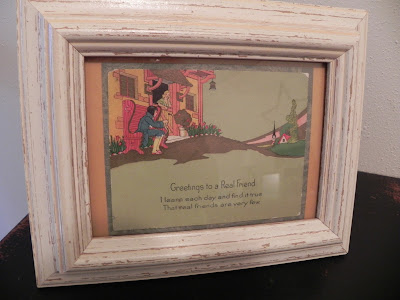 Greetings to a Real Friend
I learn each day and find it true
That real friends are very few